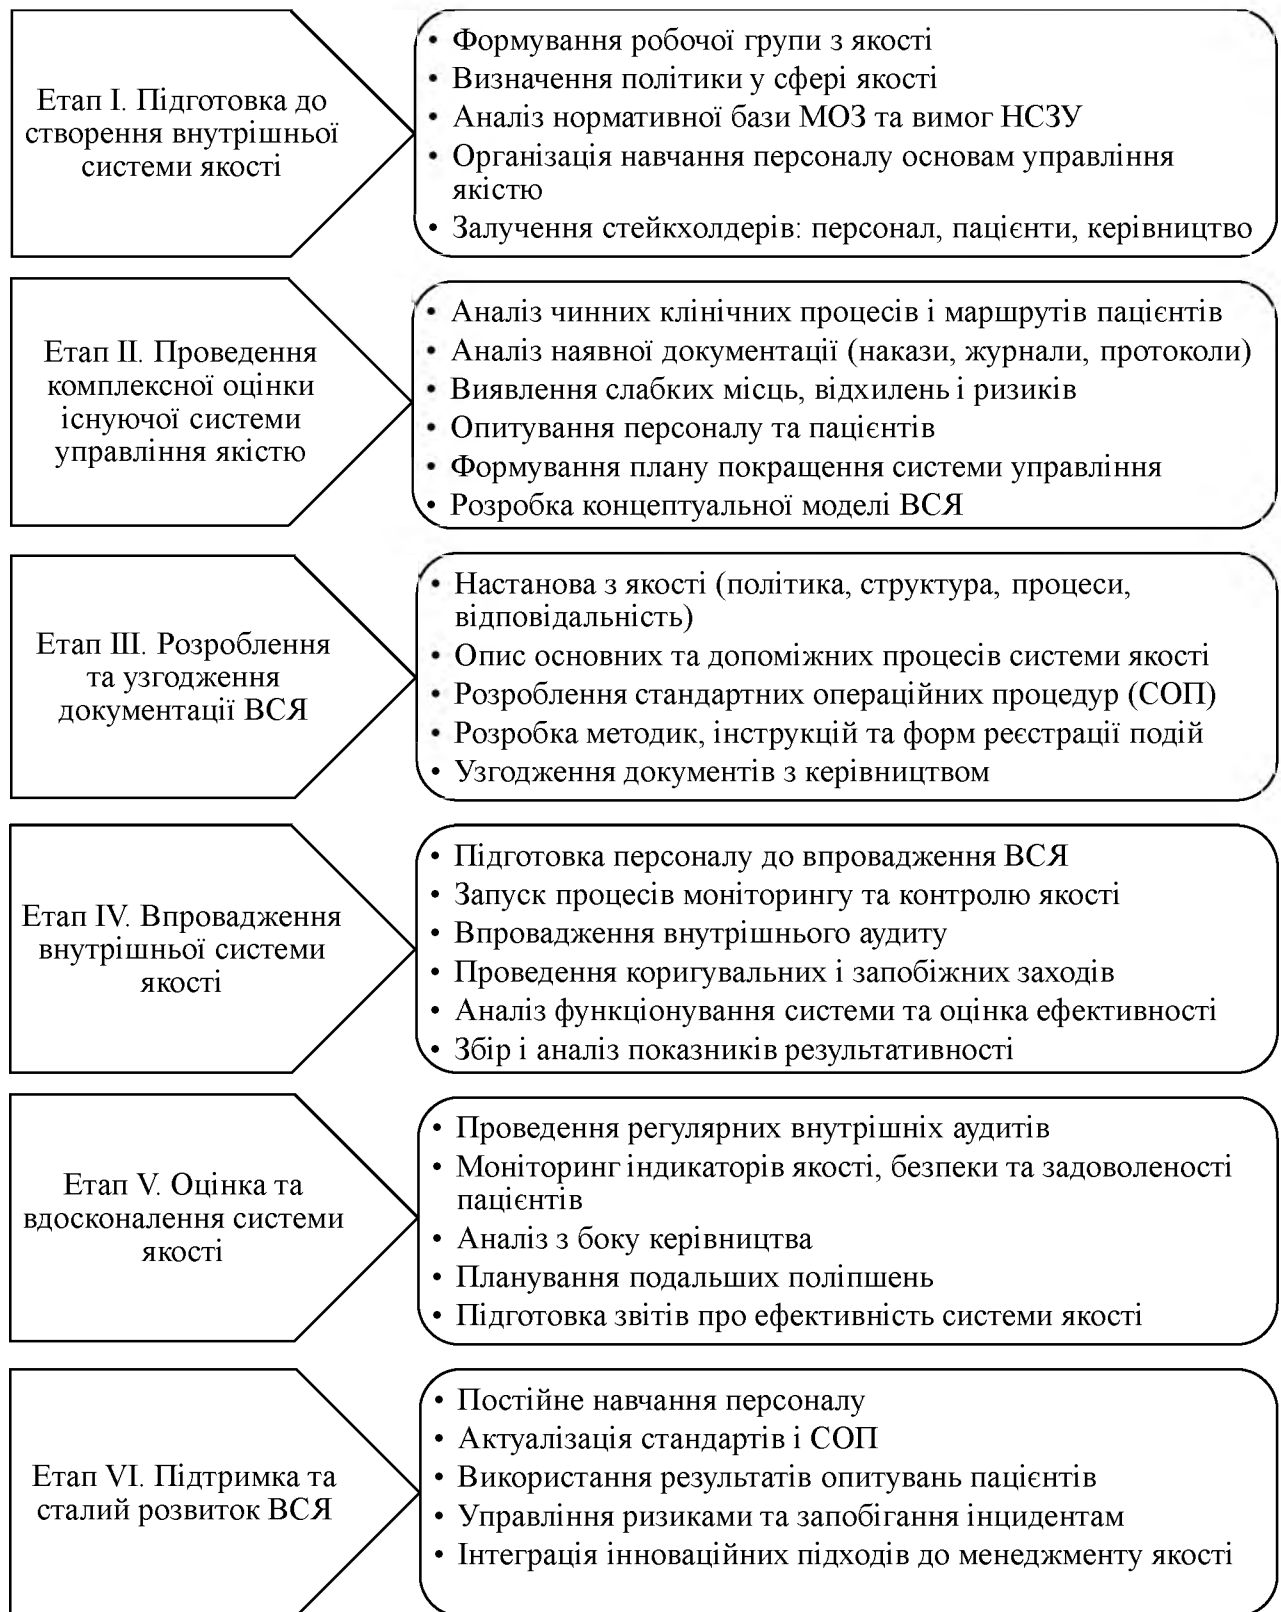 Етап І. Підготовка до
створення внутрішньої
системи якості
• Формування робочої групи з якості
• Визначення політики у сфері якості
• Аналіз нормативної бази МОЗ та вимог НСЗУ
• Організація навчання персоналу основам управління
якістю
• Залучення стейкхолдерів: персонал, пацієнти, керівництво
Етап ІІ. Проведення
комплексної оцінки
існуючої системи
управління якістю
• Аналіз чинних клінічних процесів і маршрутів пацієнтів
• Аналіз наявної документації (накази, журнали, протоколи)
• Виявлення слабких місць, відхилень і ризиків
• Опитування персоналу та пацієнтів
• Формування плану покращення системи управління
• Розробка концептуальної моделі ВСЯ
Етап ІІІ. Розроблення
та узгодження
документації ВСЯ
• Настанова з якості (політика, структура, процеси,
відповідальність)
• Опис основних та допоміжних процесів системи якості
• Розроблення стандартних операційних процедур (СОП)
• Розробка методик, інструкцій та форм реєстрації подій
• Узгодження документів з керівництвом
Етап IV. Впровадження
внутрішньої системи
якості
• Підготовка персоналу до впровадження ВСЯ
• Запуск процесів моніторингу та контролю якості
• Впровадження внутрішнього аудиту
• Проведення коригувальних і запобіжних заходів
• Аналіз функціонування системи та оцінка ефективності
• Збір і аналіз показників результативності
Етап V. Оцінка та
вдосконалення системи
якості
• Проведення регулярних внутрішніх аудитів
• Моніторинг індикаторів якості, безпеки та задоволеності
пацієнтів
• Аналіз з боку керівництва
• Планування подальших поліпшень
• Підготовка звітів про ефективність системи якості
Етап VI. Підтримка та
сталий розвиток ВСЯ
• Постійне навчання персоналу
• Актуалізація стандартів і СОП
• Використання результатів опитувань пацієнтів
• Управління ризиками та запобігання інцидентам
• Інтеграція інноваційних підходів до менеджменту якості